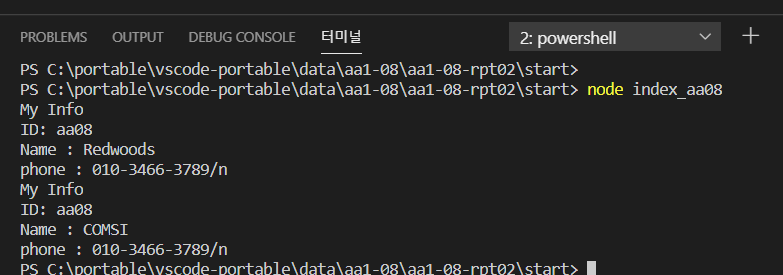 PROBLEMS OUTPUT DEBUG CONSOLE 터미널 2: powershell
PS C:\portable\vscode-portable\data\aa1-08\aa1-08-rpt02\start>
PS C:\portable\vscode-portable\data\aa1-08\aa1-08-rpt02\start> node index_aa08
My Info
ID: aa08
Name : Redwoods
phone : 010-3466-3789/n
My Info
ID: aa08
Name : COMSI
phone : 010-3466-3789/n
PS C:\portable\vscode-portable\data\aa1-08\aa1-08-rpt02\start>